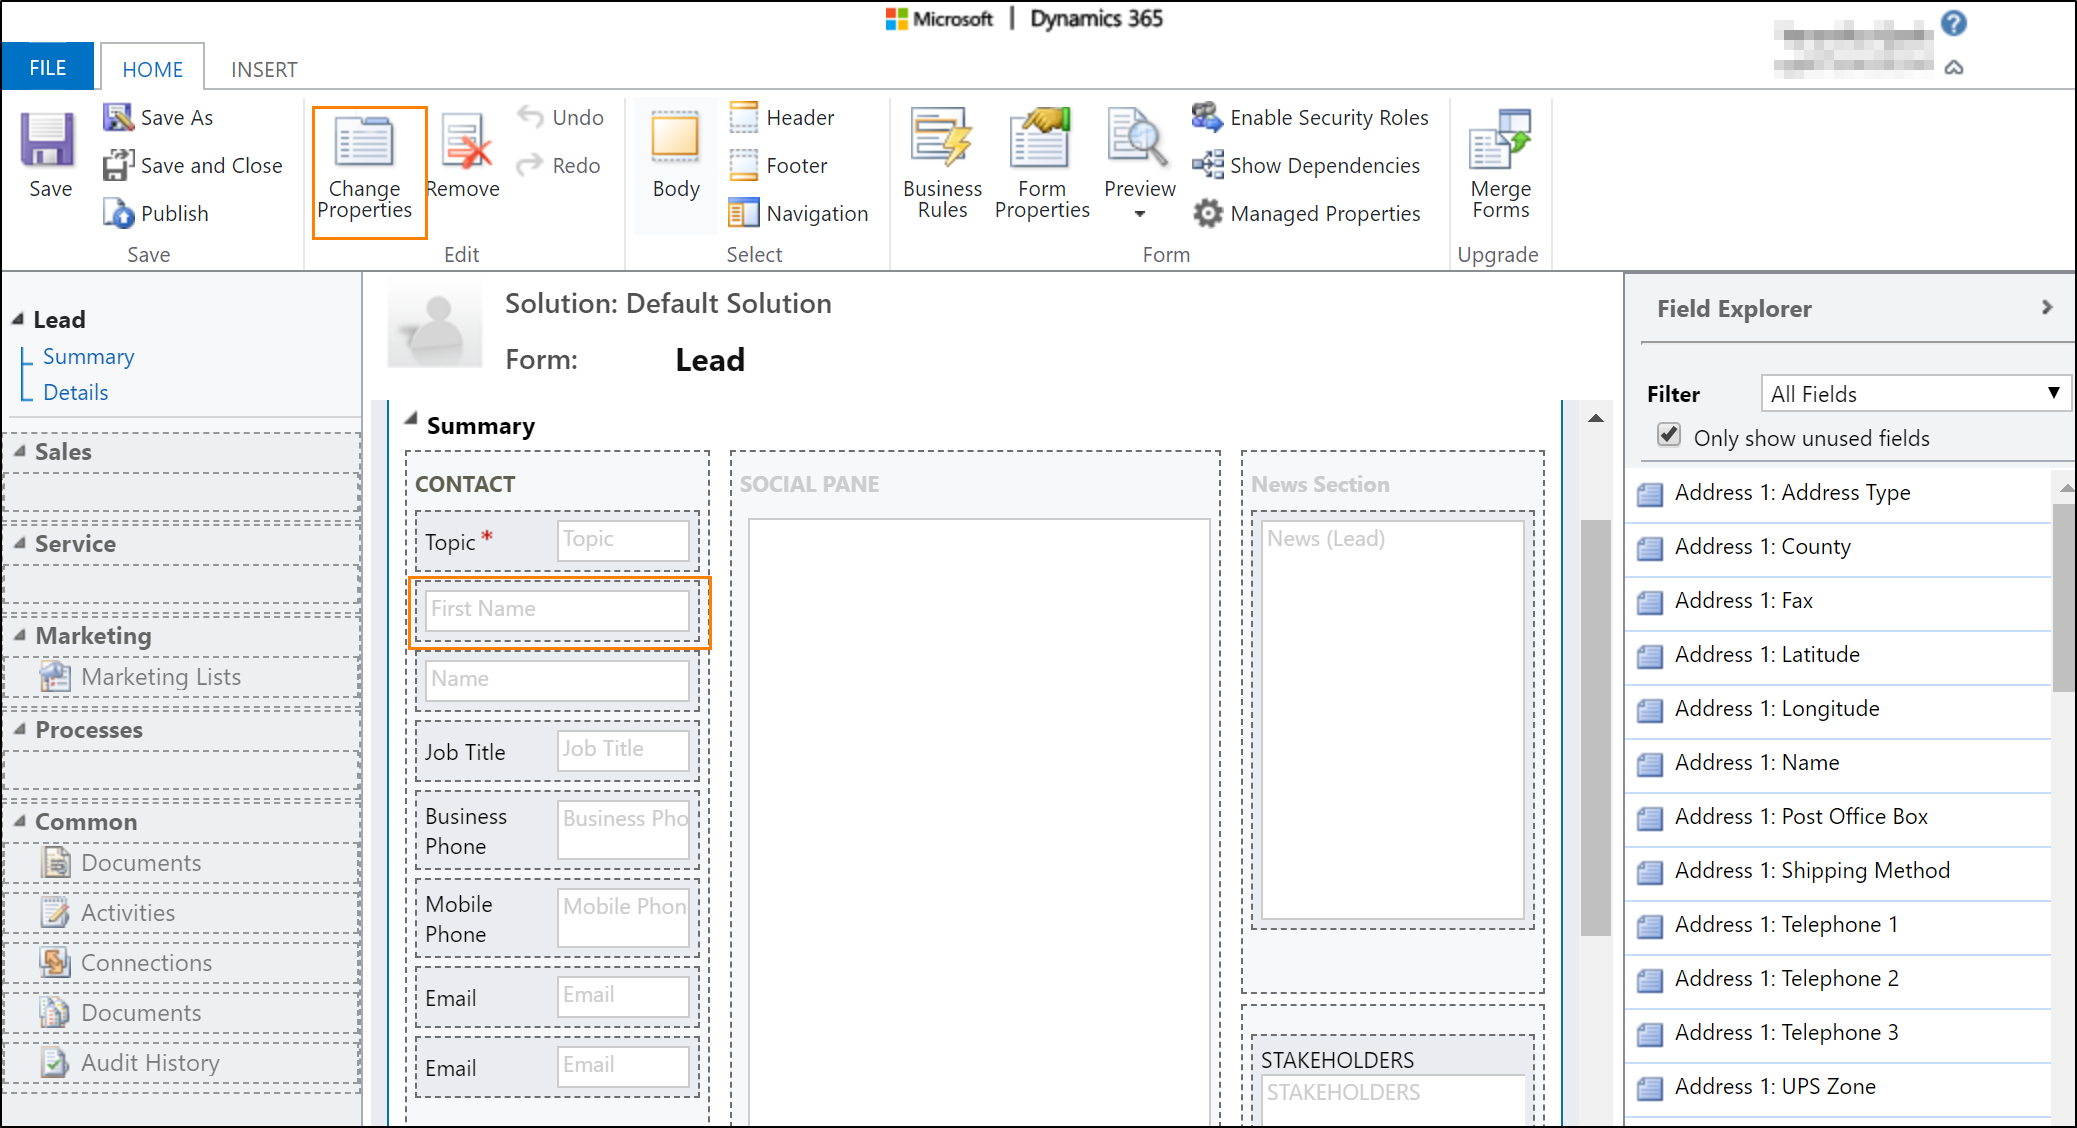 Microsoft | Dynamics 365
FILE
HOME
INSERT
Save
Save As
Save and Close
Publish
Save
Change
Properties
Remove
Undo
Redo
Edit
Body
Header
Footer
Navigation
Select
Business
Rules
Form
Properties
Preview
Enable Security Roles
Show Dependencies
Managed Properties
Form
Merge
Forms
Upgrade
Lead
Summary
Details
Sales
Service
Marketing
Marketing Lists
Processes
Common
Documents
Activities
Connections
Documents
Audit History
Solution: Default Solution
Form: Lead
Summary
CONTACT
Topic * Topic
First Name
Name
Job Title Job Title
Business
Phone
Business Pho
Mobile
Phone
Mobile Phon
Email Email
Email Email
SOCIAL PANE
News Section
News (Lead)
STAKEHOLDERS
STAKEHOLDERS
Field Explorer
Filter All Fields
Only show unused fields
Address 1: Address Type
Address 1: County
Address 1: Fax
Address 1: Latitude
Address 1: Longitude
Address 1: Name
Address 1: Post Office Box
Address 1: Shipping Method
Address 1: Telephone 1
Address 1: Telephone 2
Address 1: Telephone 3
Address 1: UPS Zone